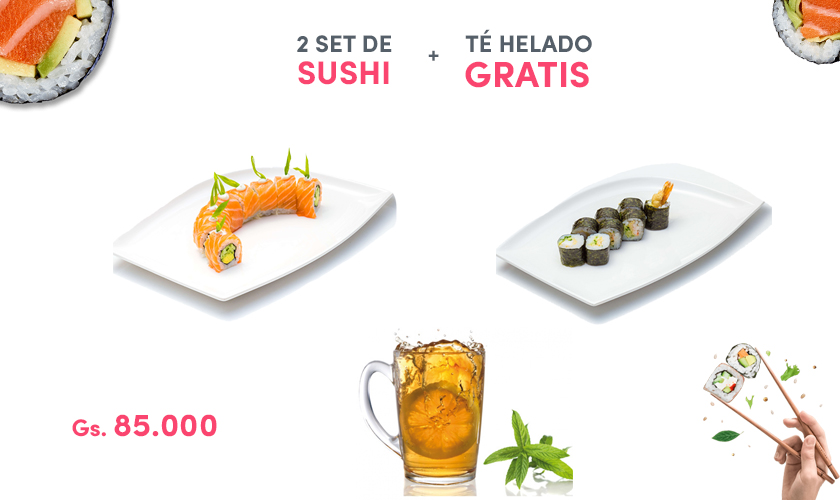 2 SET DE
SUSHI
+
TÉ HELADO
GRATIS
Gs. 85.000